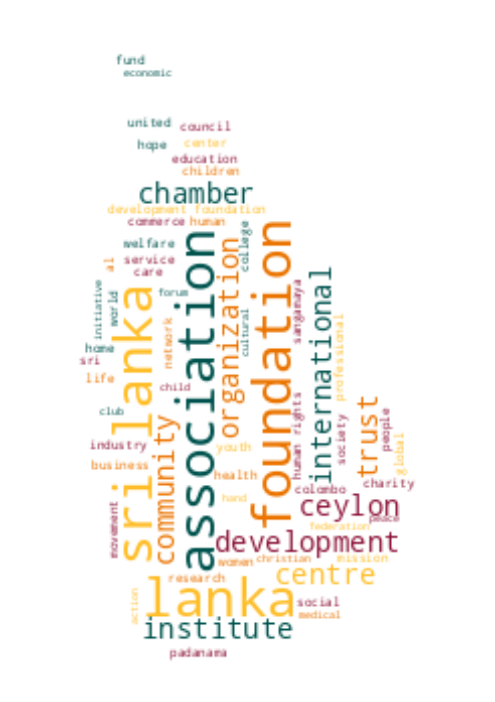 fund
economic
united
council
hope
center
education
children
chamber
development foundation
commerce
human
welfare
college
association
organization
foundation
service
al
care
international
initiative
world
forum
sri lanka
cultural
sangamaya
professional
network
home
sri
life
child
trust
club
community
human rights
society
people
industry
youth
global
business
health
charity
colombo
hand
ceylon
movement
peace
federation
development
women
christian
mission
centre
research
lanka
action
social
medical
institute
padanama